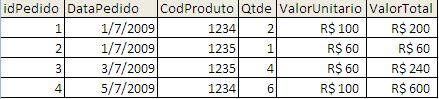 idPedido DataPedido CodProduto Qtde ValorUnitario ValorTotal
1 1/7/2009 1234 2 R$ 100 R$ 200
2 1/7/2009 1235 1 R$ 60 R$ 60
3 3/7/2009 1235 4 R$ 60 R$ 240
4 5/7/2009 1234 6 R$ 100 R$ 600